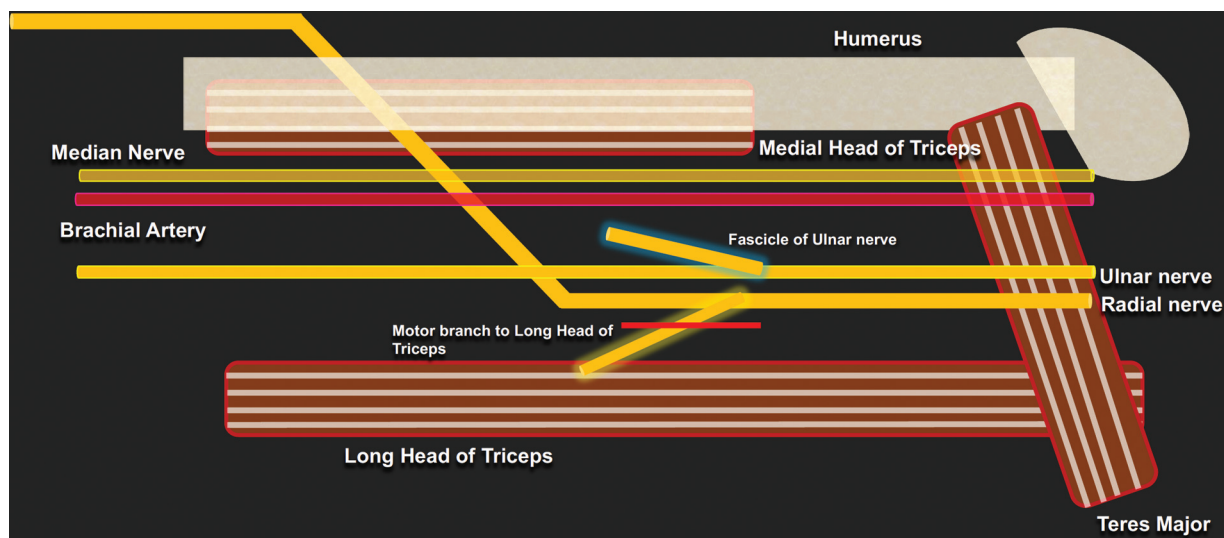 Humerus
Median Nerve
Medial Head of Triceps
Brachial Artery
Fascicle of Ulnar nerve
Ulnar nerve
Radial nerve
Motor branch to Long Head of
Triceps
Long Head of Triceps
Teres Major